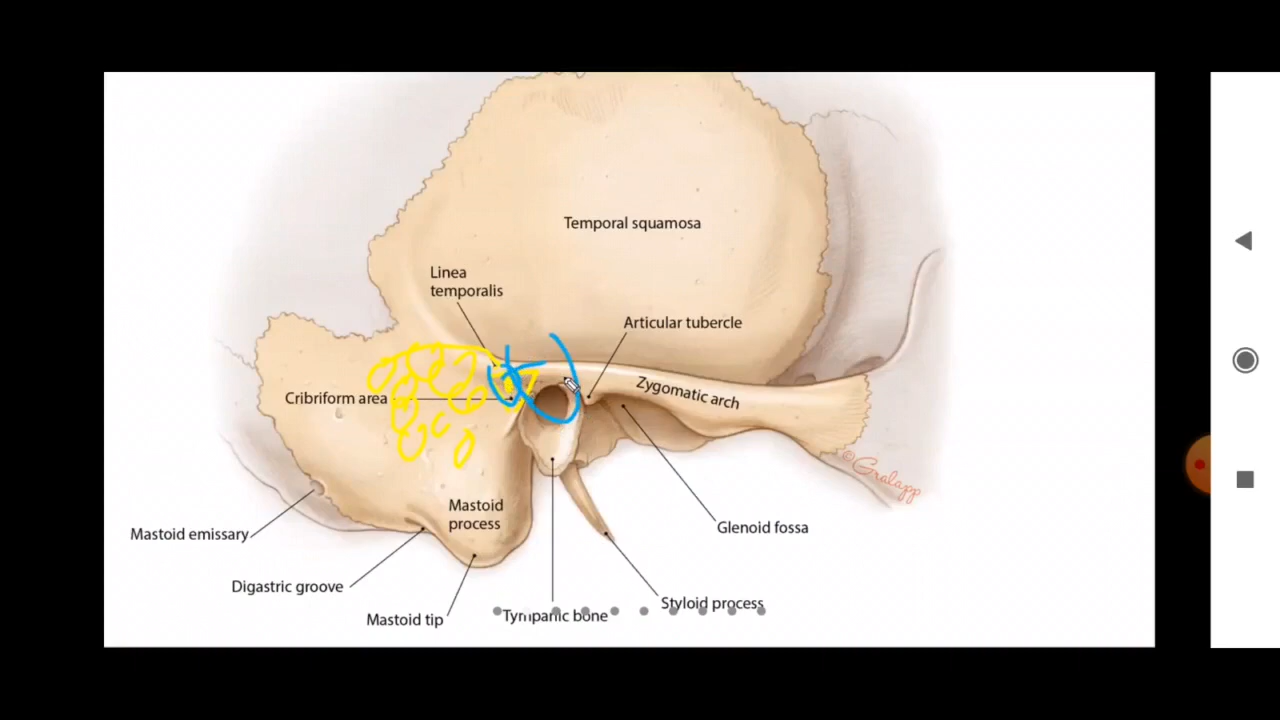 Temporal squamosa
Linea
temporalis
Articular tubercle
Zygomatic arch
Cribriform area
©Gralapp
Mastoid
process
Glenoid fossa
Mastoid emissary
Digastric groove
Styloid process
Mastoid tip
Tympanic bone